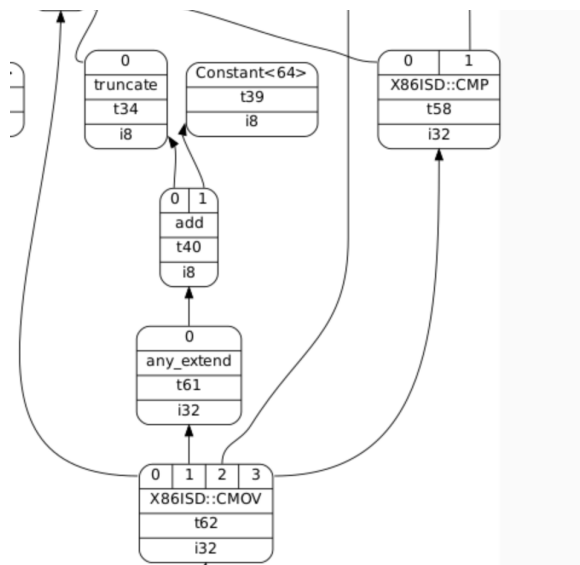 0
truncate
t34
i8
Constant<64>
t39
i8
0 1
X86ISD::CMP
t58
i32
0 1
add
t40
i8
0
any_extend
t61
i32
0 1 2 3
X86ISD::CMOV
t62
i32